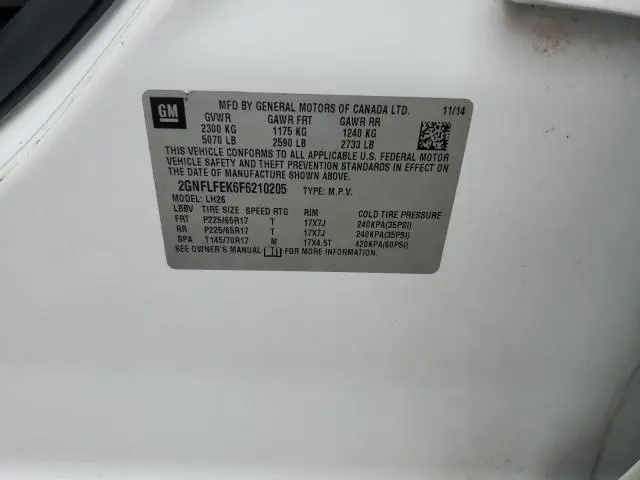 GM
MFD BY GENERAL MOTORS OF CANADA LTD. 11/14
GVWR GAWR FRT GAWR RR
2300 KG 1175 KG 1240 KG
5070 LB 2590 LB 2733 LB
THIS VEHICLE CONFORMS TO ALL APPLICABLE U.S. FEDERAL MOTOR
VEHICLE SAFETY AND THEFT PREVENTION STANDARDS IN EFFECT ON
THE DATE OF MANUFACTURE SHOWN ABOVE.
2GNFLFEK6F6210205 TYPE: M.P.V.
MODEL: LH26
LBBV TIRE SIZE SPEED RTG RIM COLD TIRE PRESSURE
FRT P225/65R17 T 17X7J 240KPA(35PSI)
RR P225/65R17 T 17X7J 240KPA(35PSI)
SPA T145/70R17 M 17X4.5T 420KPA(60PSI)
SEE OWNER'S MANUAL FOR MORE INFORMATION.